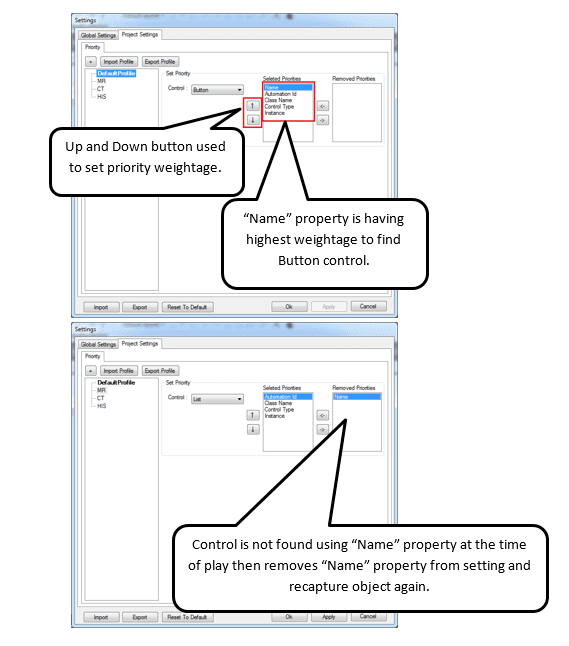 Settings
Global Settings Project Settings
Priority
+ Import Profile Export Profile
DefaultProfile
MR
CT
HIS
Set Priority
Control : Button
Seleted Priorities
Name
Automation Id
Class Name
Control Type
Instance
Removed Priorities
Up and Down button used
to set priority weightage.
“Name” property is having
highest weightage to find
Button control.
Import Export Reset To Default Ok Apply Cancel
Settings
Global Settings Project Settings
Priority
+ Import Profile Export Profile
DefaultProfile
MR
CT
HIS
Set Priority
Control : List
Seleted Priorities
Automation Id
Class Name
Control Type
Instance
Removed Priorities
Name
Control is not found using “Name” property at the time
of play then removes “Name” property from setting and
recapture object again.
Import Export Reset To Default Ok Apply Cancel